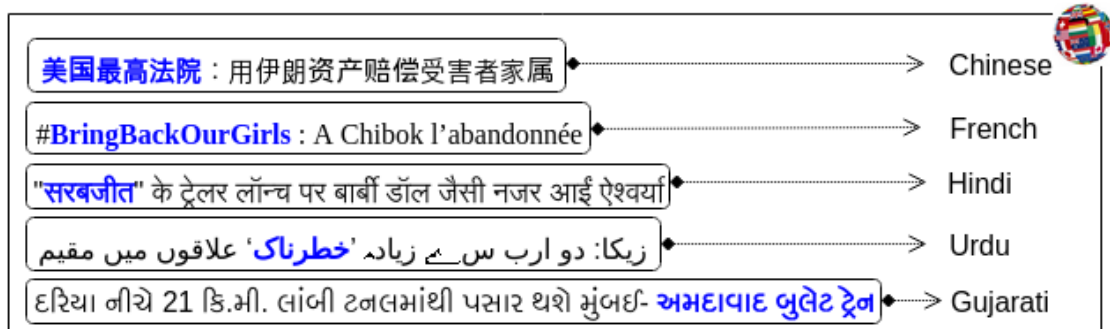 美国最高法院：用伊朗资产赔偿受害者家属 Chinese
#BringBackOurGirls : A Chibok l’abandonnée French
"सरबजीत" के ट्रेलर लॉन्च पर बार्बी डॉल जैसी नजर आईं ऐश्वर्या Hindi
زیکا: دو ارب سے زیادہ ’خطرناک‘ علاقوں میں مقیم Urdu
દરિયા નીચે 21 કિ.મી. લાંબી ટનલમાંથી પસાર થશે મુંબઈ- અમદાવાદ બુલેટ ટ્રેન Gujarati